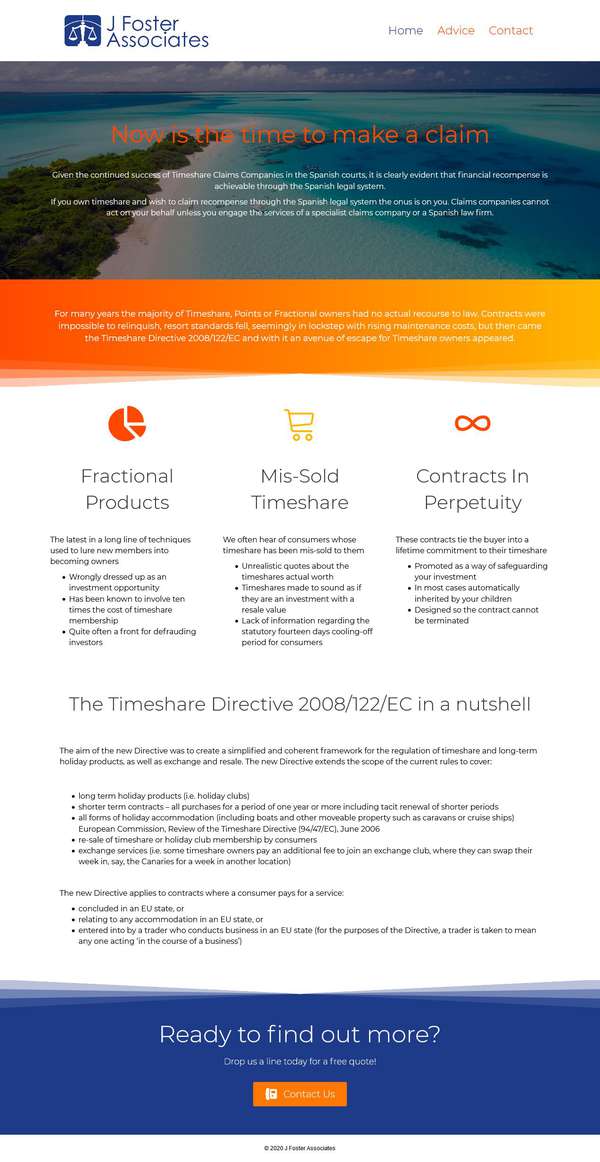 J Foster
Associates
Home Advice Contact
Now is the time to make a claim
Given the continued success of Timeshare Claims Companies in the Spanish courts, it is clearly evident that financial recompense is
achievable through the Spanish legal system.
If you own timeshare and wish to claim recompense through the Spanish legal system the onus is on you. Claims companies cannot
act on your behalf unless you engage the services of a specialist claims company or a Spanish law firm.
For many years the majority of Timeshare, Points or Fractional owners had no actual recourse to law. Contracts were
impossible to relinquish, resort standards fell, seemingly in lockstep with rising maintenance costs, but then came
the Timeshare Directive 2008/122/EC and with it an avenue of escape for Timeshare owners appeared.
Fractional
Products
The latest in a long line of techniques
used to lure new members into
becoming owners
• Wrongly dressed up as an
investment opportunity
• Has been known to involve ten
times the cost of timeshare
membership
• Quite often a front for defrauding
investors
Mis-Sold
Timeshare
We often hear of consumers whose
timeshare has been mis-sold to them
• Unrealistic quotes about the
timeshares actual worth
• Timeshares made to sound as if
they are an investment with a
resale value
• Lack of information regarding the
statutory fourteen days cooling-off
period for consumers
Contracts In
Perpetuity
These contracts tie the buyer into a
lifetime commitment to their timeshare
• Promoted as a way of safeguarding
your investment
• In most cases automatically
inherited by your children
• Designed so the contract cannot
be terminated
The Timeshare Directive 2008/122/EC in a nutshell
The aim of the new Directive was to create a simplified and coherent framework for the regulation of timeshare and long-term
holiday products, as well as exchange and resale. The new Directive extends the scope of the current rules to cover:
• long term holiday products (i.e. holiday clubs)
• shorter term contracts – all purchases for a period of one year or more including tacit renewal of shorter periods
• all forms of holiday accommodation (including boats and other moveable property such as caravans or cruise ships)
European Commission, Review of the Timeshare Directive (94/47/EC), June 2006
• re-sale of timeshare or holiday club membership by consumers
• exchange services (i.e. some timeshare owners pay an additional fee to join an exchange club, where they can swap their
week in, say, the Canaries for a week in another location)
The new Directive applies to contracts where a consumer pays for a service:
• concluded in an EU state, or
• relating to any accommodation in an EU state, or
• entered into by a trader who conducts business in an EU state (for the purposes of the Directive, a trader is taken to mean
any one acting 'in the course of a business')
Ready to find out more?
Drop us a line today for a free quote!
Contact Us
© 2020 J Foster Associates